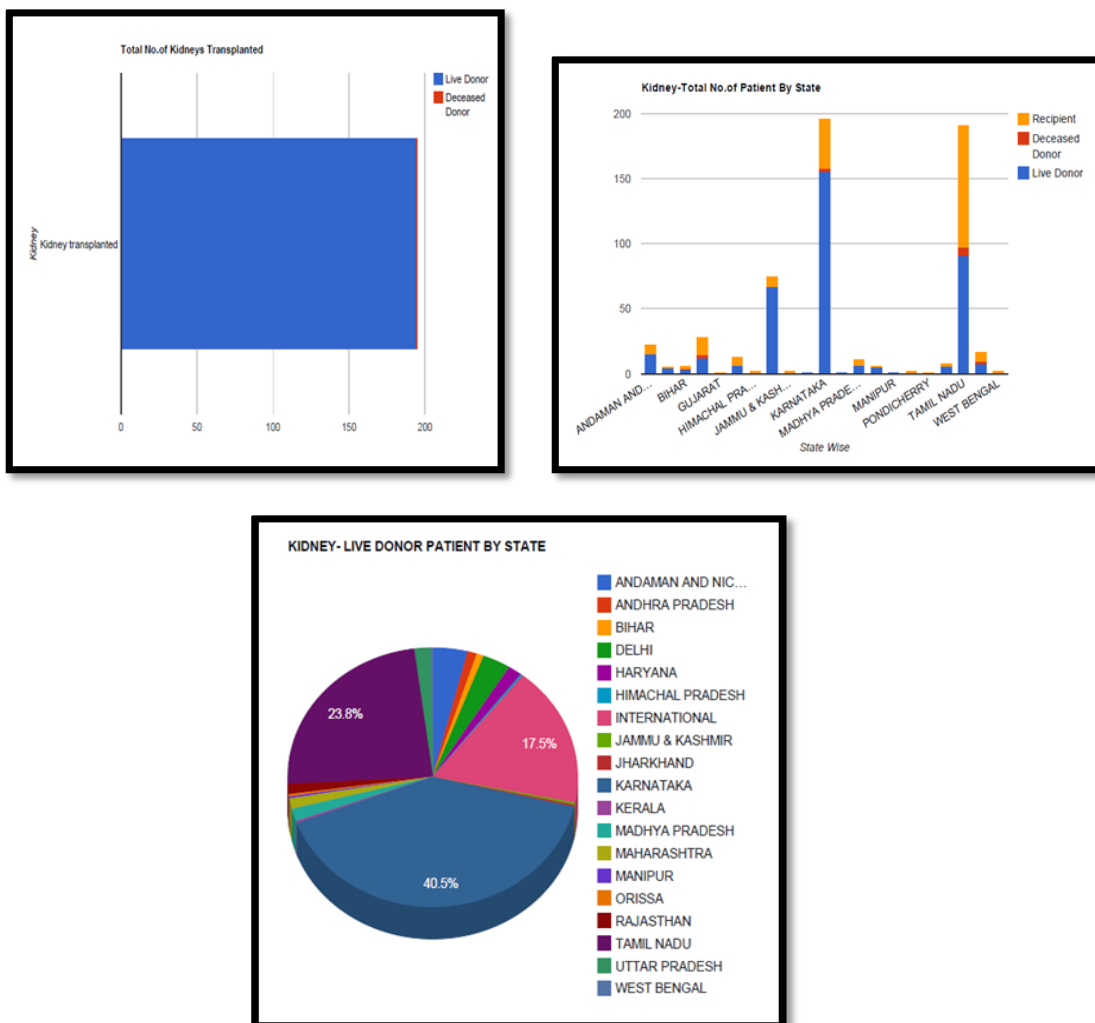 Total No.of Kidneys Transplanted
Live Donor
Deceased
Donor
Kidney
Kidney transplanted
0 50 100 150 200
Kidney-Total No.of Patient By State
Recipient
Deceased
Donor
Live Donor
200
150
100
50
0
ANDAMAN AND...
BIHAR
GUJARAT
HIMACHAL PRA...
JAMMU & KASH...
KARNATAKA
MADHYA PRADE...
MANIPUR
PONDICHERRY
TAMIL NADU
WEST BENGAL
State Wise
KIDNEY- LIVE DONOR PATIENT BY STATE
23.8%
17.5%
40.5%
ANDAMAN AND NIC...
ANDHRA PRADESH
BIHAR
DELHI
HARYANA
HIMACHAL PRADESH
INTERNATIONAL
JAMMU & KASHMIR
JHARKHAND
KARNATAKA
KERALA
MADHYA PRADESH
MAHARASHTRA
MANIPUR
ORISSA
RAJASTHAN
TAMIL NADU
UTTAR PRADESH
WEST BENGAL